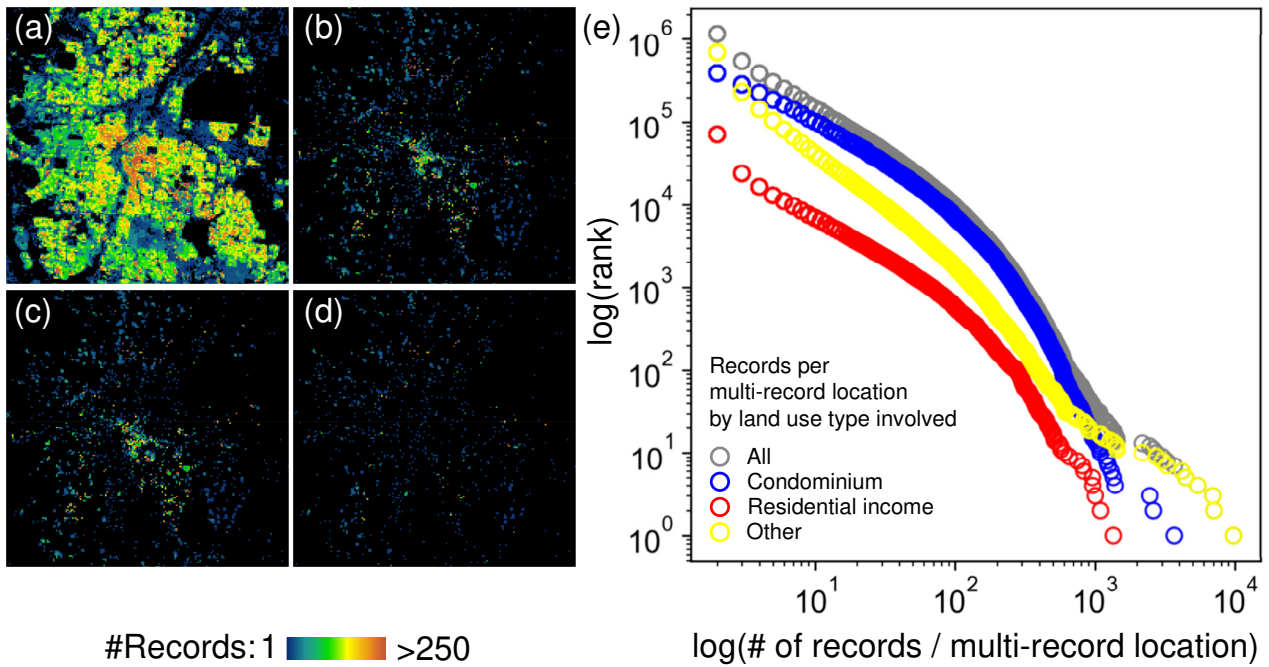 (a)
(b)
(c)
(d)
#Records: 1 >250
(e)
log(rank)
10^6
10^5
10^4
10^3
10^2
10^1
10^0
Records per
multi-record location
by land use type involved
All
Condominium
Residential income
Other
10^1 10^2 10^3 10^4
log(# of records / multi-record location)